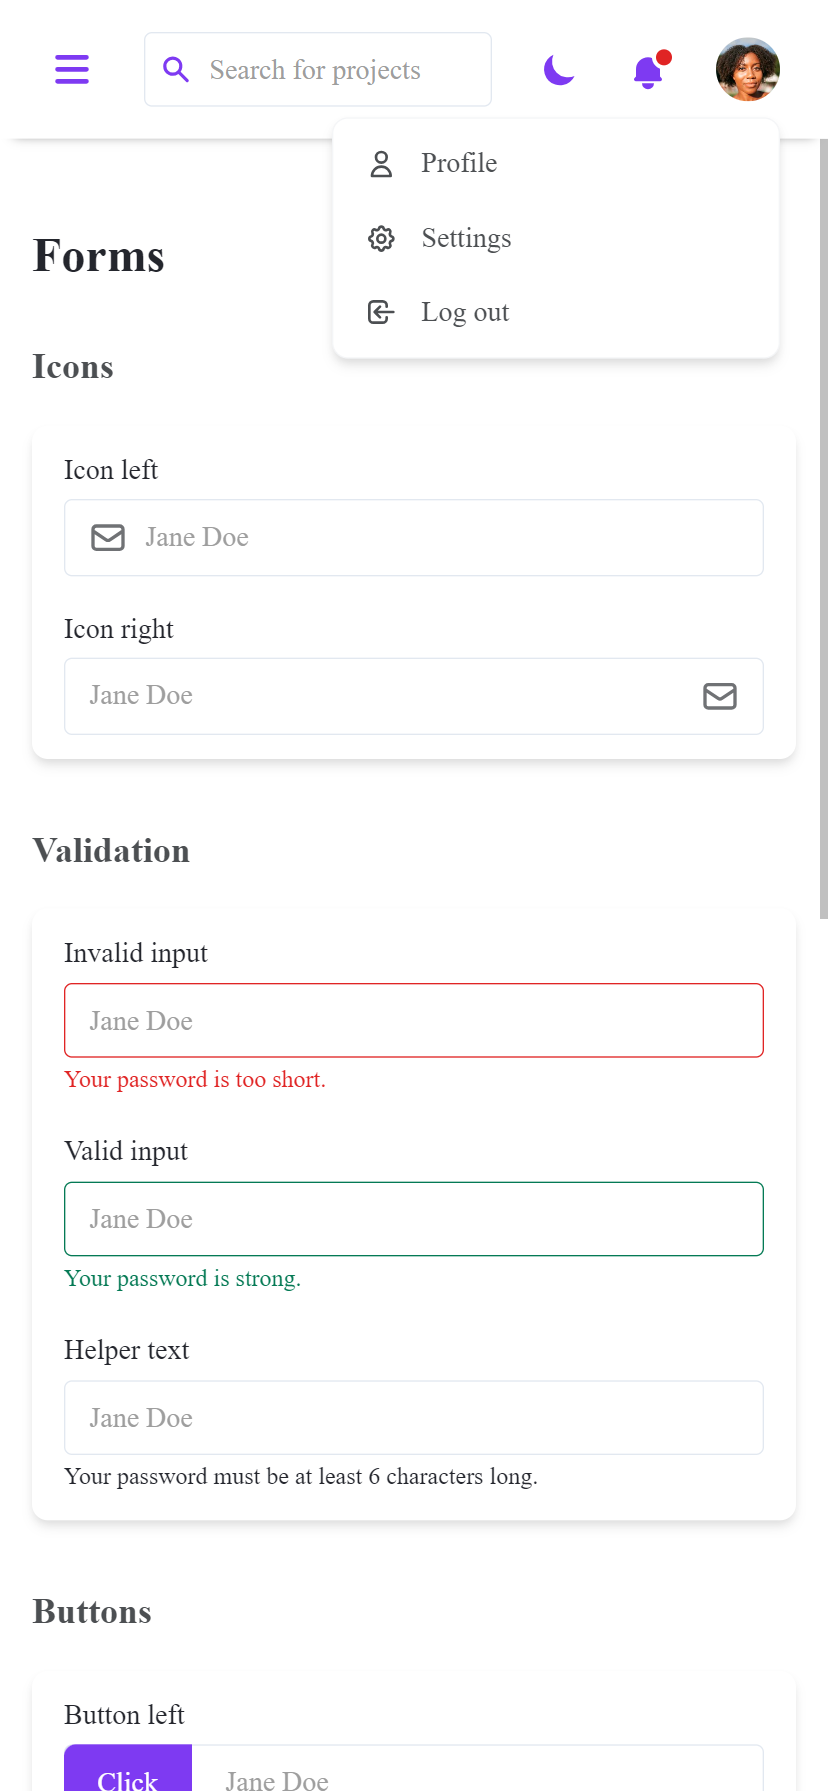 Search for projects
Profile
Settings
Log out
Forms
Icons
Icon left
Jane Doe
Icon right
Jane Doe
Validation
Invalid input
Jane Doe
Your password is too short.
Valid input
Jane Doe
Your password is strong.
Helper text
Jane Doe
Your password must be at least 6 characters long.
Buttons
Button left
Click Jane Doe